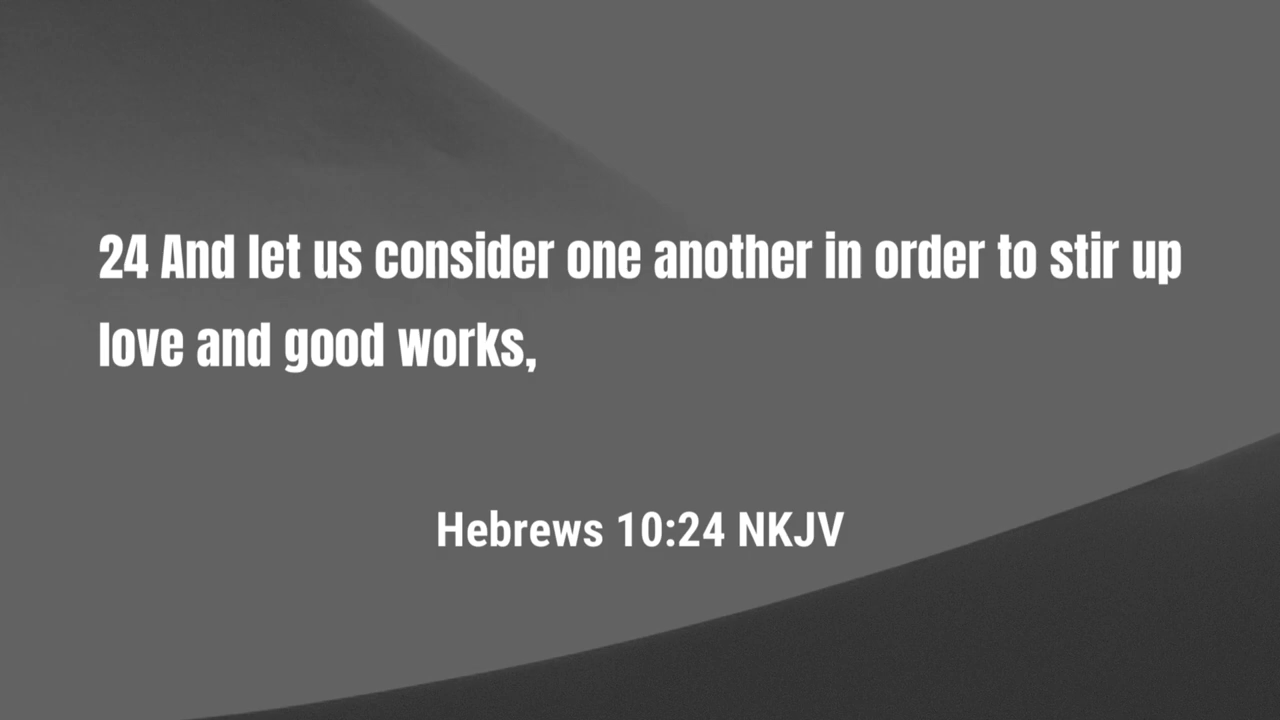 24 And let us consider one another in order to stir up
love and good works,
Hebrews 10:24 NKJV